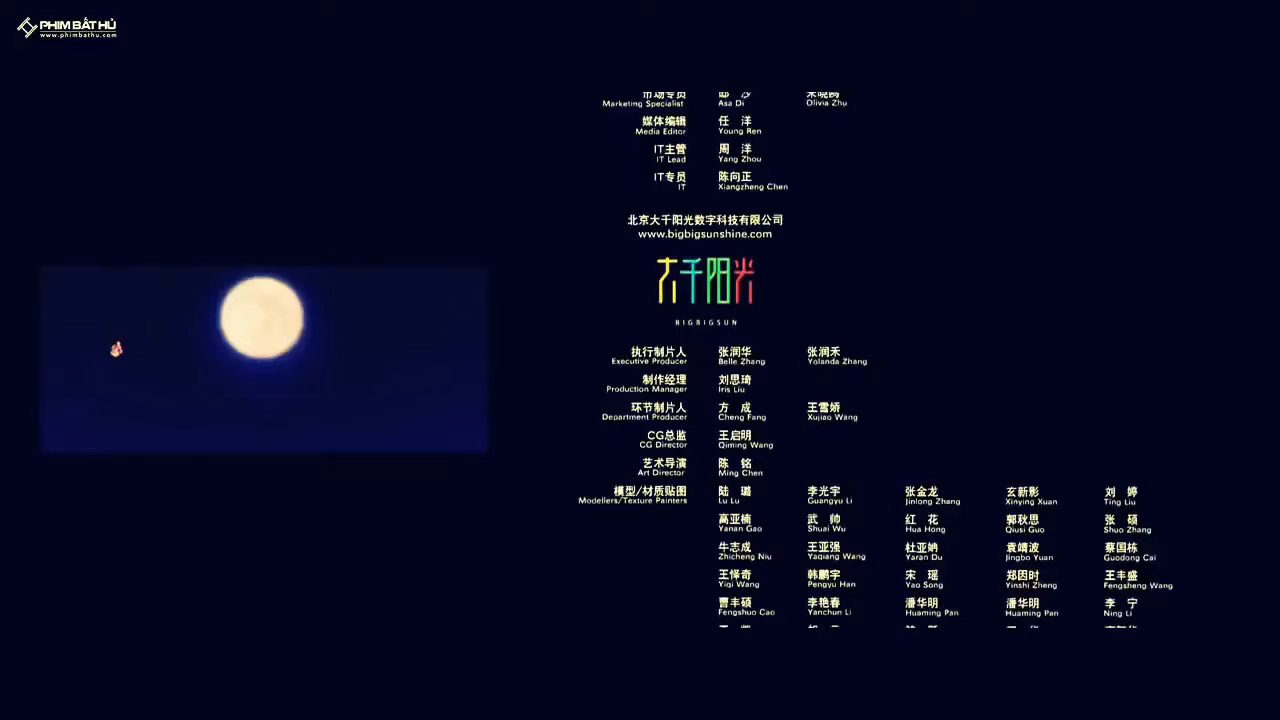 PHIM BẤT HỦ
www.phimbathu.com
Marketing Specialist Asa Di Olivia Zhu
媒体编辑 任 洋
Media Editor Young Ren
IT主管 周 洋
IT Lead Yang Zhou
IT专员 陈向正
IT Xiangzheng Chen
北京大千阳光数字科技有限公司
www.bigbigsunshine.com
大千阳光
BIGBIGSUN
执行制片人 张润华 张润禾
Executive Producer Belle Zhang Yolanda Zhang
制作经理 刘思琦
Production Manager Iris Liu
环节制片人 方 成 王雪娇
Department Producer Cheng Fang Xujiao Wang
CG总监 王启明
CG Director Qiming Wang
艺术导演 陈 铭
Art Director Ming Chen
模型/材质贴图 陆 璐 李光宇 张金龙 玄新影 刘 婷
Modellers/Texture Painters Lu Lu Guangyu Li Jinlong Zhang Xinying Xuan Ting Liu
高亚楠 武 帅 红 花 郭秋思 张 硕
Yanan Gao Shuai Wu Hua Hong Qiusi Guo Shuo Zhang
牛志成 王亚强 杜亚妠 袁靖波 蔡国栋
Zhicheng Niu Yaqiang Wang Yaran Du Jingbo Yuan Guodong Cai
王怿奇 韩鹏宇 宋 瑶 郑因时 王丰盛
Yiqi Wang Pengyu Han Yao Song Yinshi Zheng Fengsheng Wang
曹丰硕 李艳春 潘华明 潘华明 李 宁
Fengshuo Cao Yanchun Li Huaming Pan Huaming Pan Ning Li